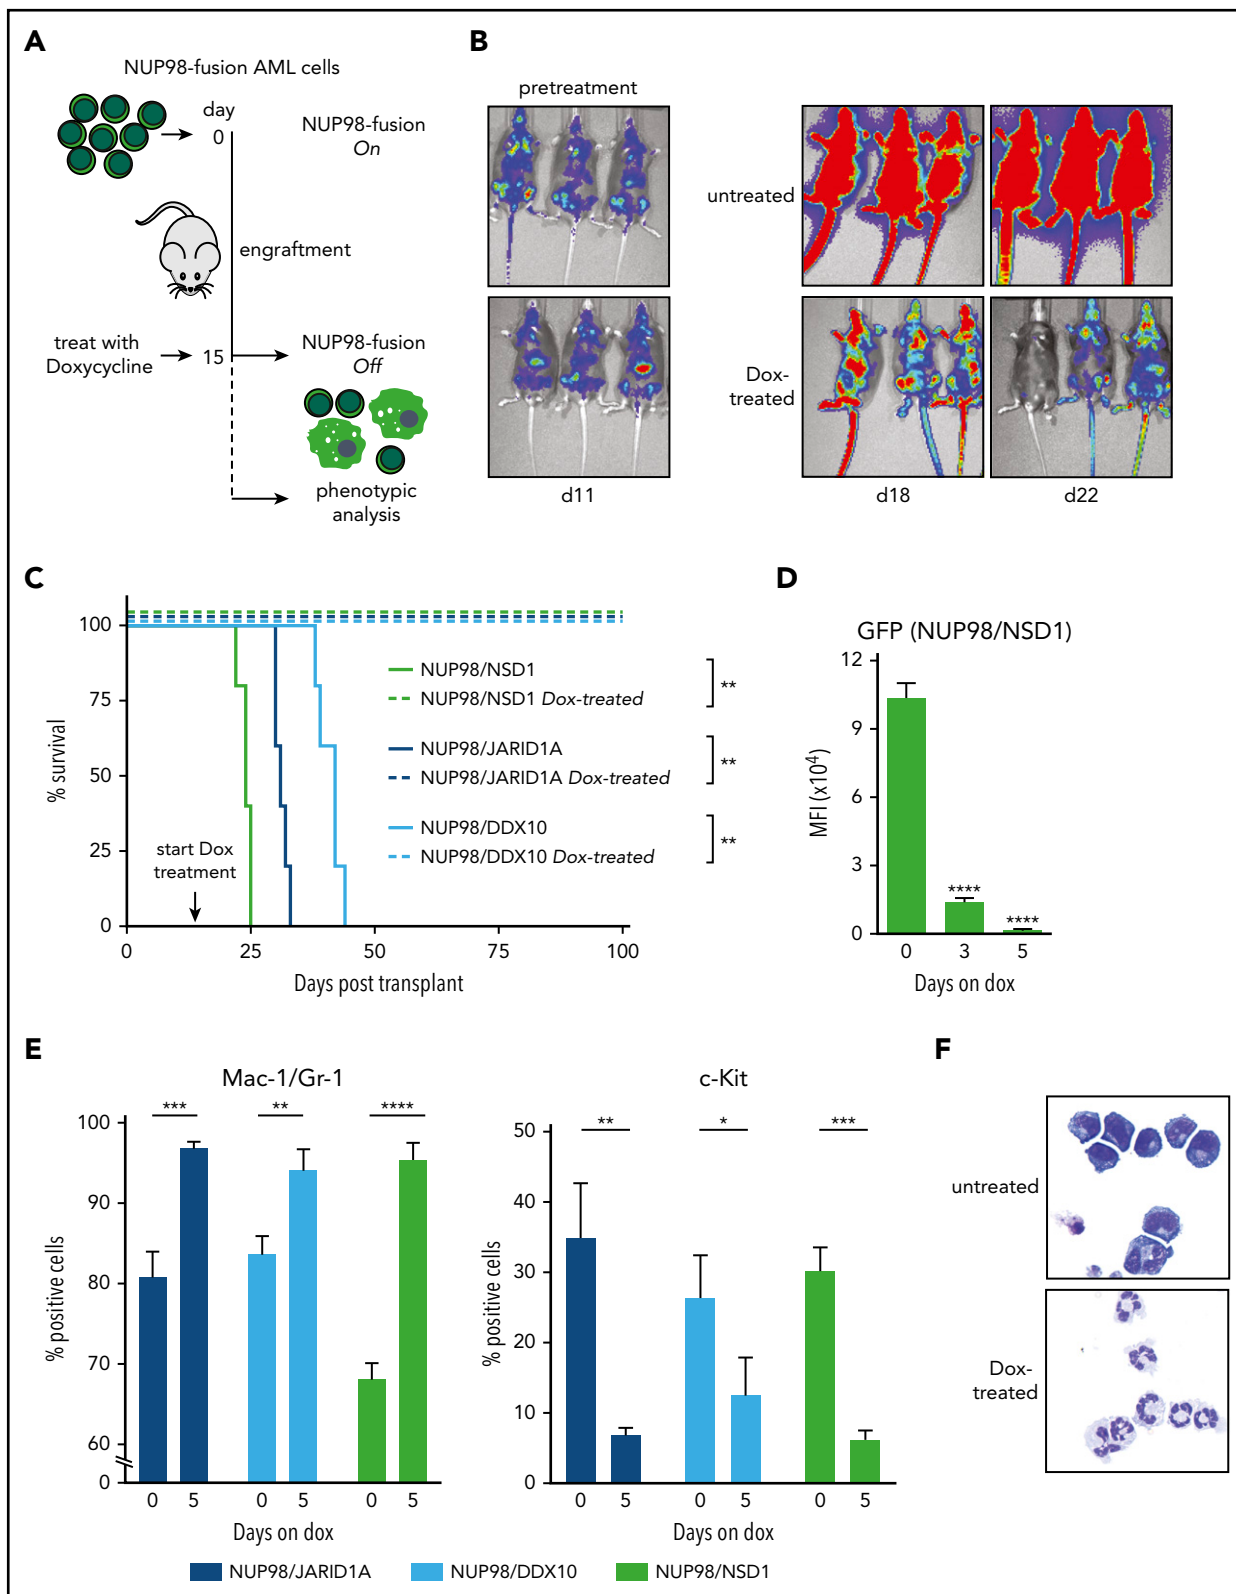 A
NUP98-fusion AML cells
day
0
NUP98-fusion
On
engraftment
treat with
Doxycycline
15
NUP98-fusion
Off
phenotypic
analysis
B
pretreatment
untreated
Dox-
treated
d11
d18
d22
C
% survival
100
75
50
25
0
start Dox
treatment
NUP98/NSD1
NUP98/NSD1 Dox-treated
**
NUP98/JARID1A
NUP98/JARID1A Dox-treated
**
NUP98/DDX10
NUP98/DDX10 Dox-treated
**
0 25 50 75 100
Days post transplant
D
GFP (NUP98/NSD1)
MFI (x10⁴)
12
9
6
3
0
****
****
0 3 5
Days on dox
E
Mac-1/Gr-1
% positive cells
100
90
80
70
60
0
*** ** ****
0 5 0 5 0 5
Days on dox
c-Kit
% positive cells
50
40
30
20
10
0
** * ***
0 5 0 5 0 5
Days on dox
NUP98/JARID1A NUP98/DDX10 NUP98/NSD1
F
untreated
Dox-
treated